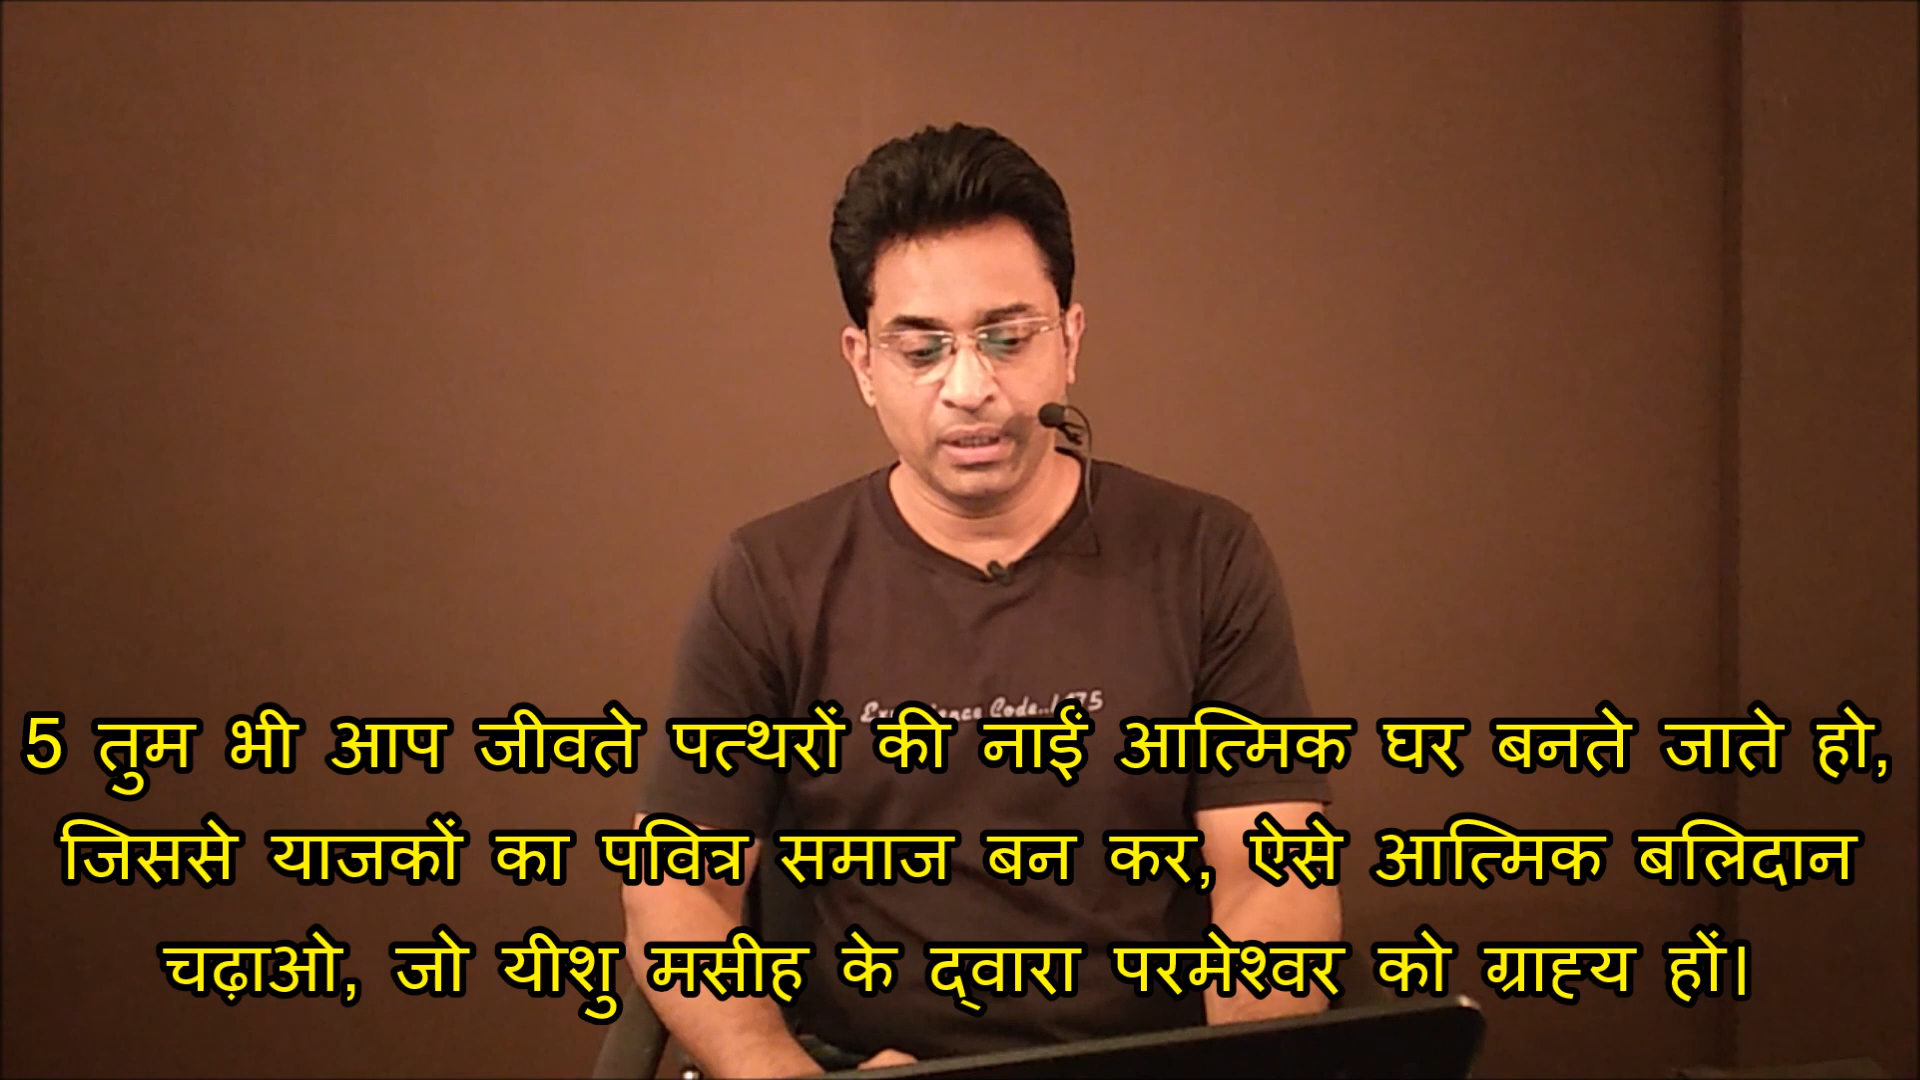 Code..
5 तुम भी आप जीवते पत्थरों की नाईं आत्मिक घर बनते जाते हो,
जिससे याजकों का पवित्र समाज बन कर, ऐसे आत्मिक बलिदान
चढ़ाओ, जो यीशु मसीह के द्वारा परमेश्वर को ग्राह्य हों।